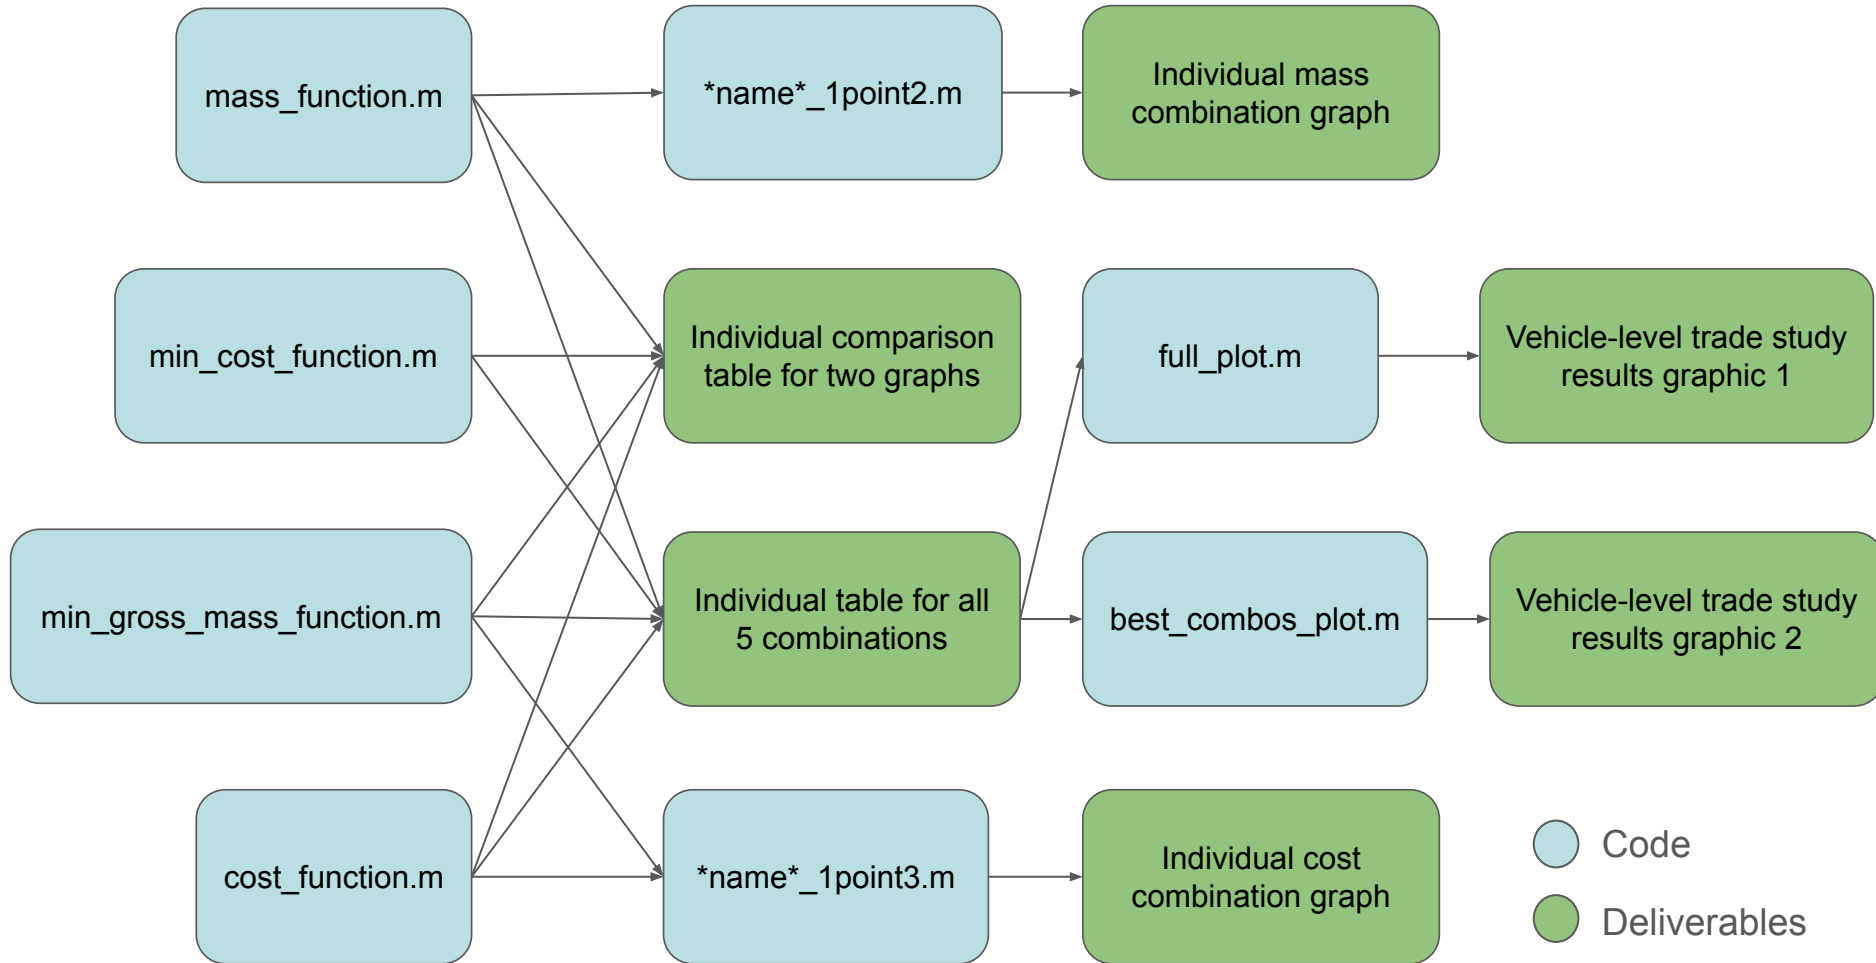 mass_function.m
*name*_1point2.m
Individual mass
combination graph
min_cost_function.m
Individual comparison
table for two graphs
full_plot.m
Vehicle-level trade study
results graphic 1
min_gross_mass_function.m
Individual table for all
5 combinations
best_combos_plot.m
Vehicle-level trade study
results graphic 2
cost_function.m
*name*_1point3.m
Individual cost
combination graph
Code
Deliverables